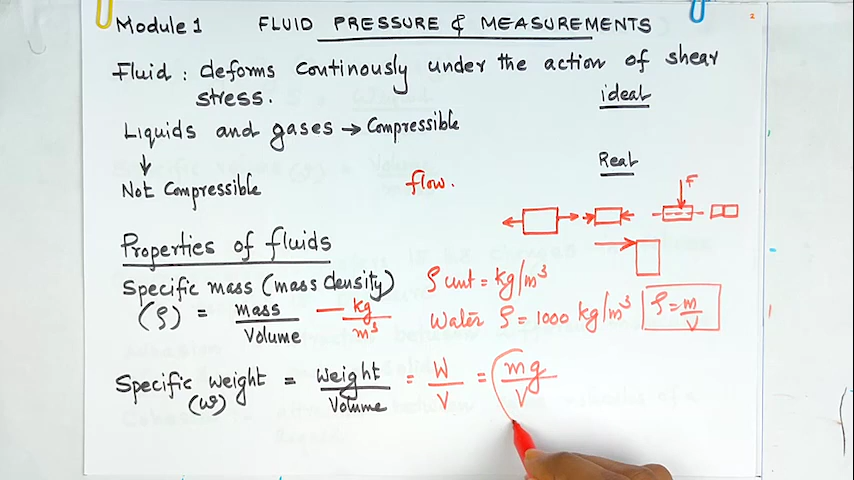 Module 1 FLUID PRESSURE & MEASUREMENTS
Fluid : deforms continously under the action of shear
stress.
ideal
Liquids and gases → Compressible
↓
Real
Not Compressible
flow.
F
Properties of fluids
Specific mass (mass density)
ρ unit = kg/m³
(ρ) = mass/Volume — kg/m³
Water ρ = 1000 kg/m³ ρ = m/V
Specific weight = Weight/Volume = W/V = mg/V
(w)